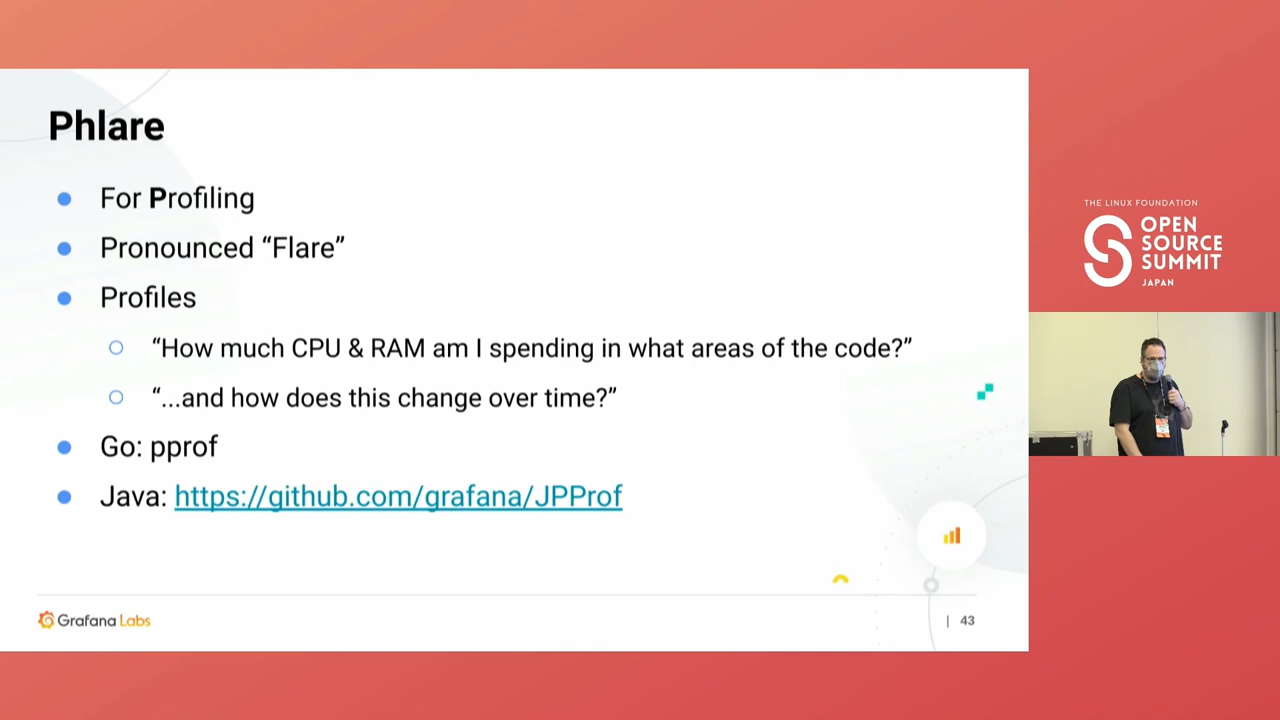 Phlare
For Profiling
Pronounced “Flare”
Profiles
“How much CPU & RAM am I spending in what areas of the code?”
“...and how does this change over time?”
Go: pprof
Java: https://github.com/grafana/JPProf
Grafana Labs
| 43
THE LINUX FOUNDATION
OPEN
SOURCE
SUMMIT
JAPAN